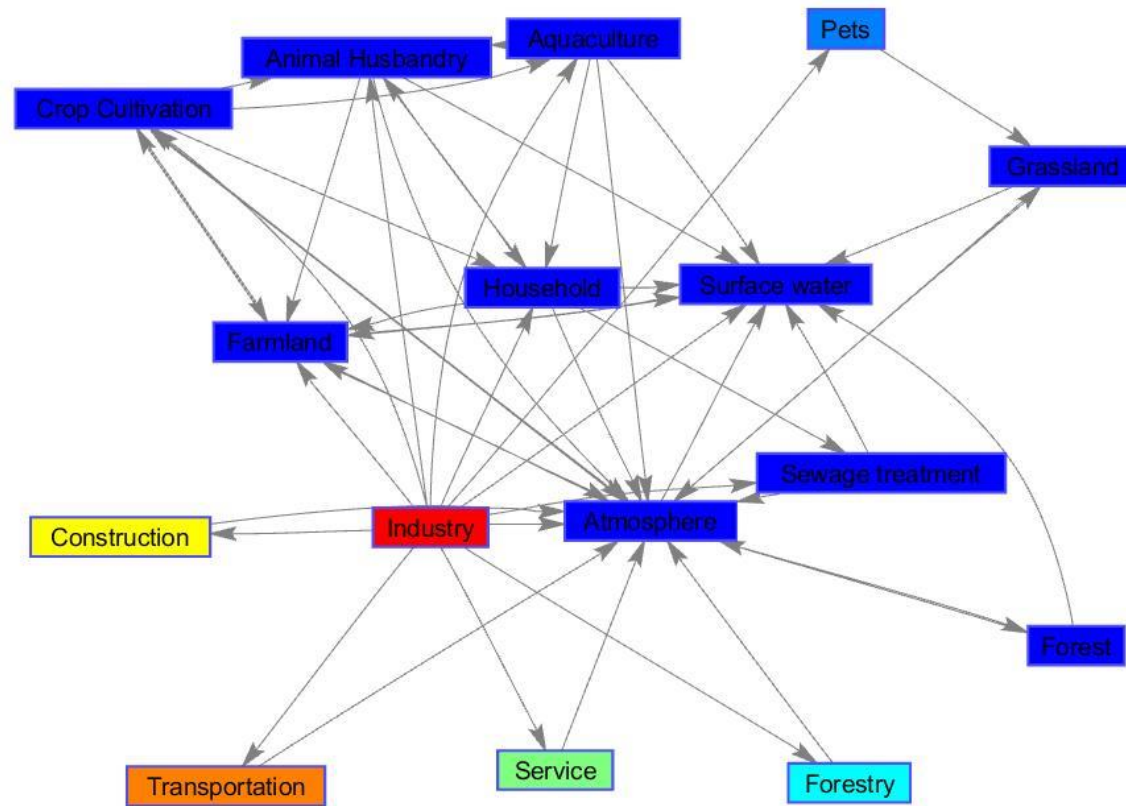 Pets
Aquaculture
Animal Husbandry
Crop Cultivation
Grassland
Household
Surface water
Farmland
Sewage treatment
Atmosphere
Industry
Construction
Forest
Service
Transportation
Forestry